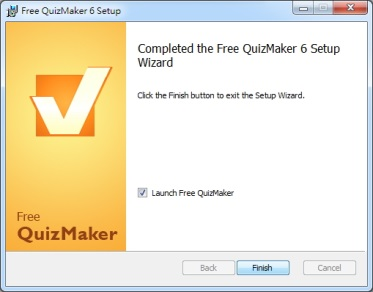 Free QuizMaker 6 Setup
Completed the Free QuizMaker 6 Setup
Wizard
Click the Finish button to exit the Setup Wizard.
Launch Free QuizMaker
Free
QuizMaker
Back
Finish
Cancel